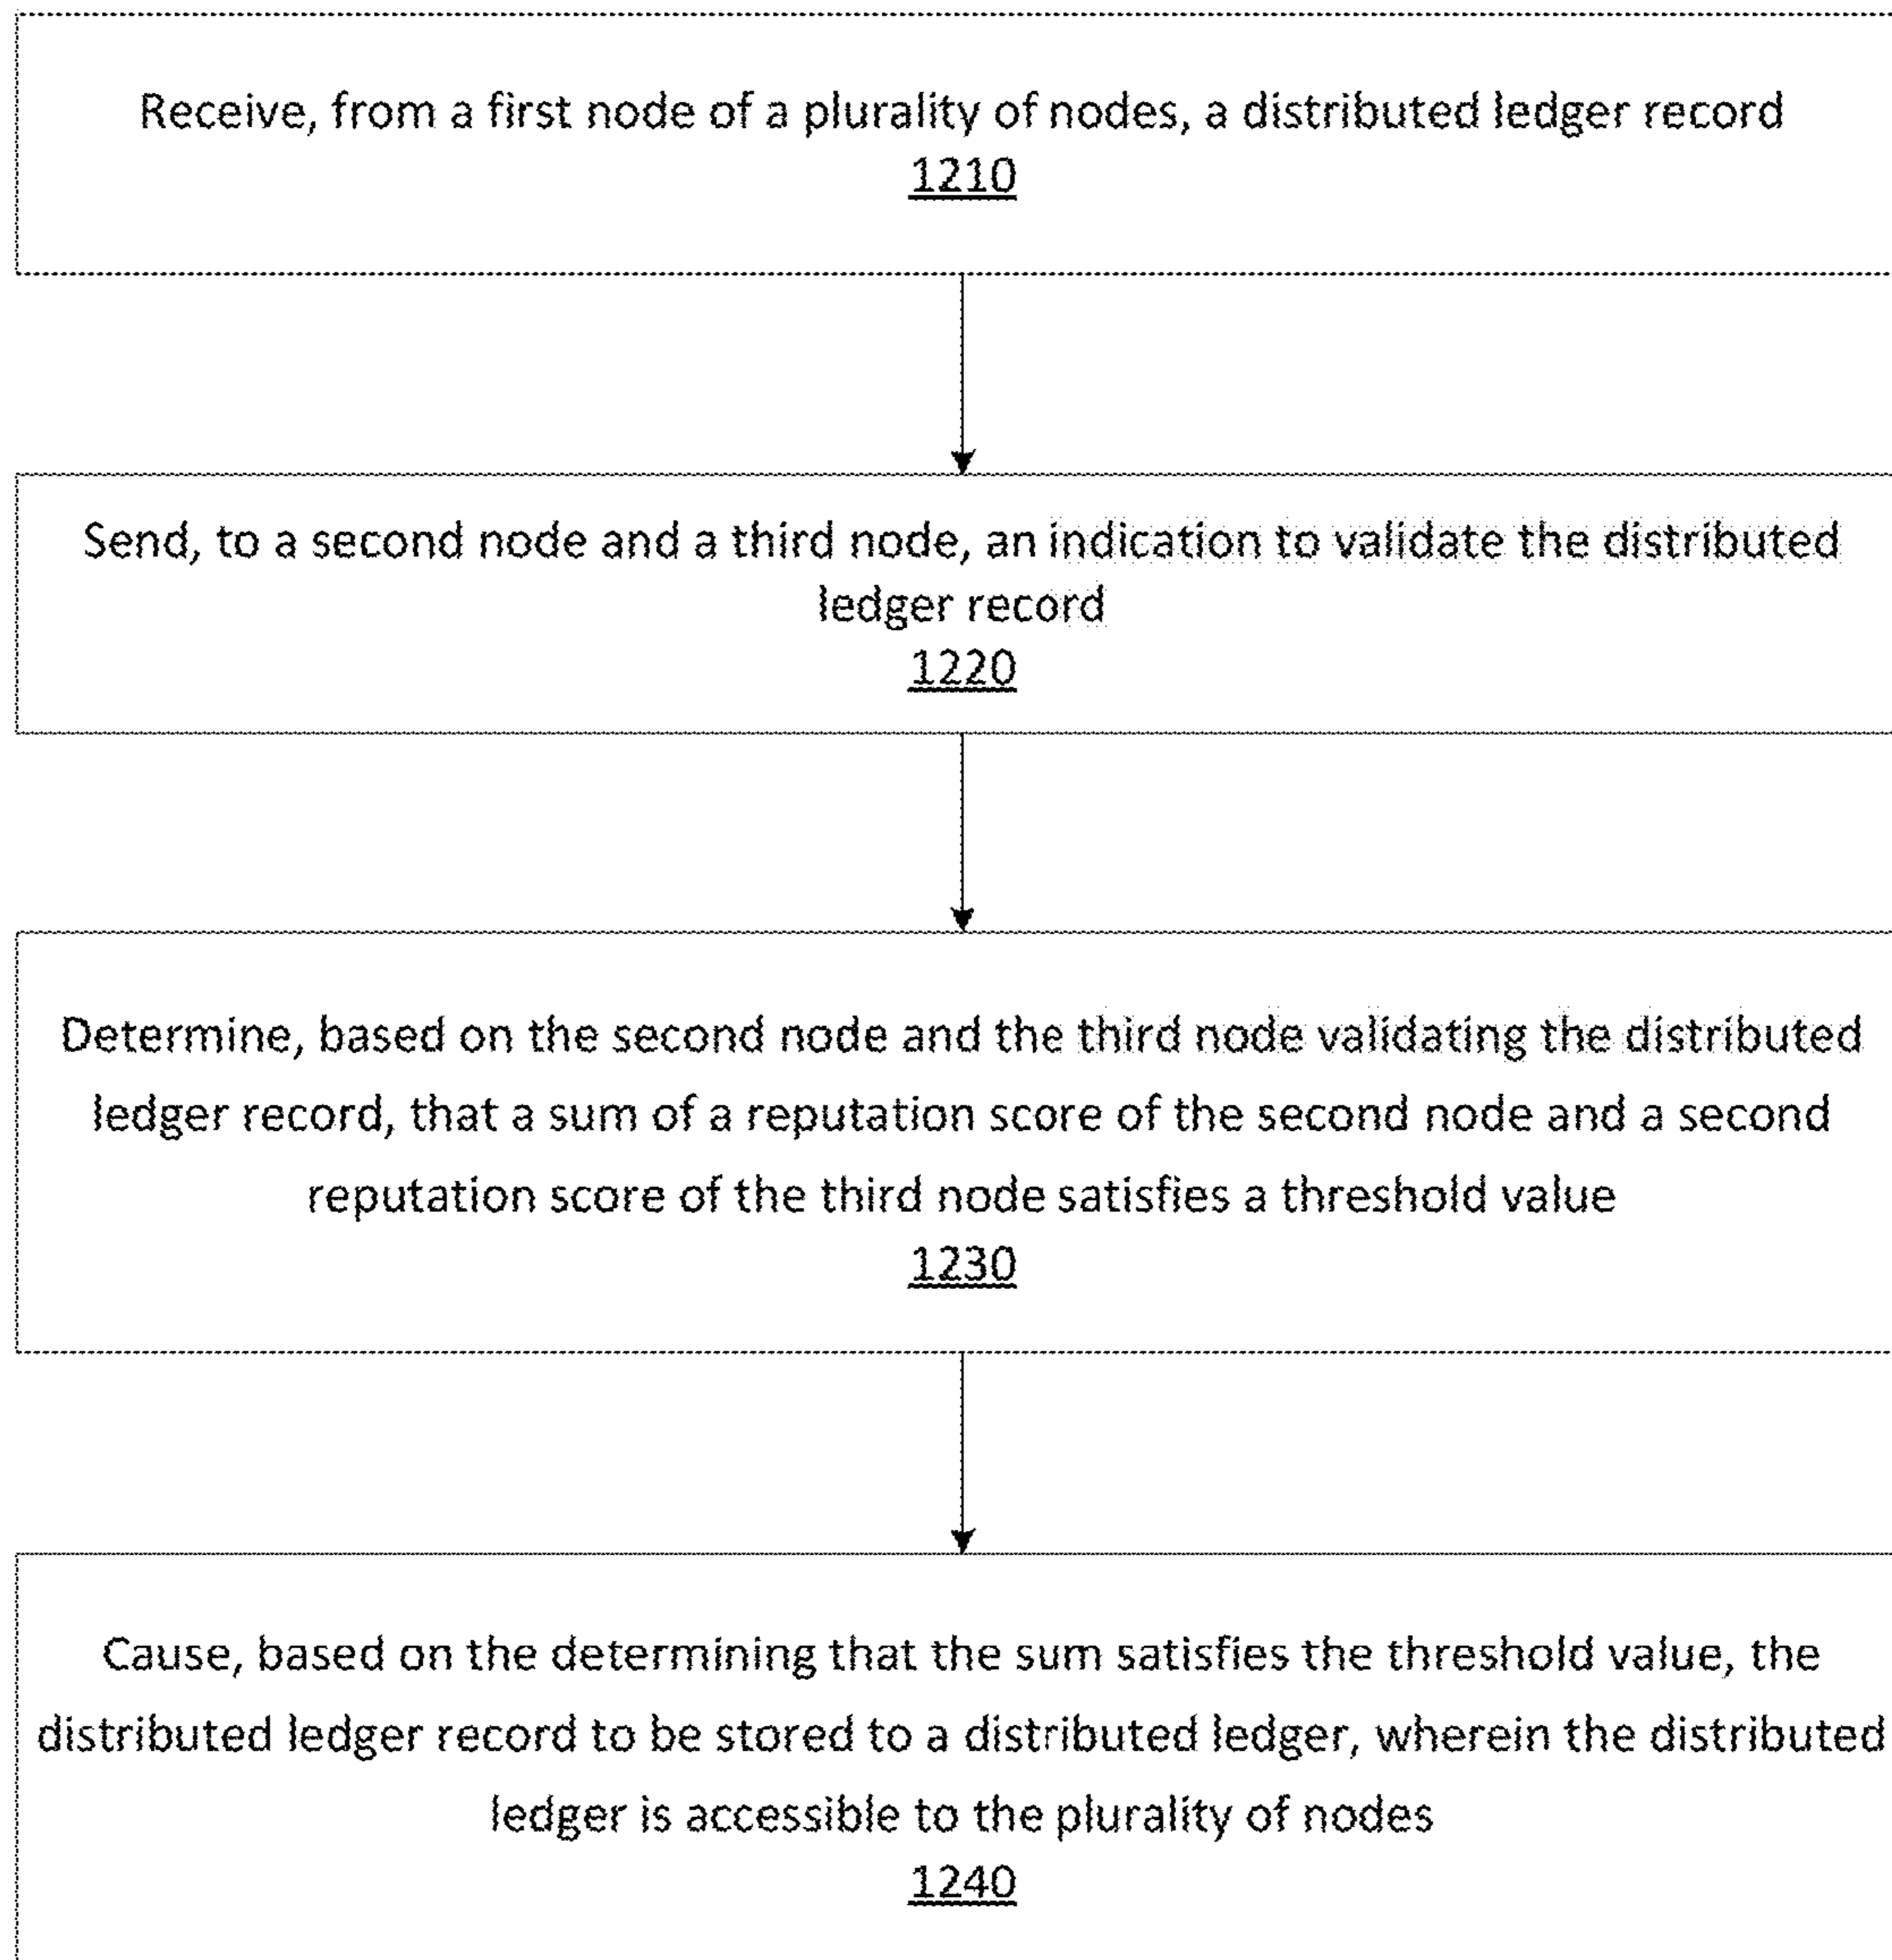 Receive, from a first node of a plurality of nodes, a distributed ledger record
1210
Send, to a second node and a third node, an indication to validate the distributed
ledger record
1220
Determine, based on the second node and the third node validating the distributed
ledger record, that a sum of a reputation score of the second node and a second
reputation score of the third node satisfies a threshold value
1230
Cause, based on the determining that the sum satisfies the threshold value, the
distributed ledger record to be stored to a distributed ledger, wherein the distributed
ledger is accessible to the plurality of nodes
1240